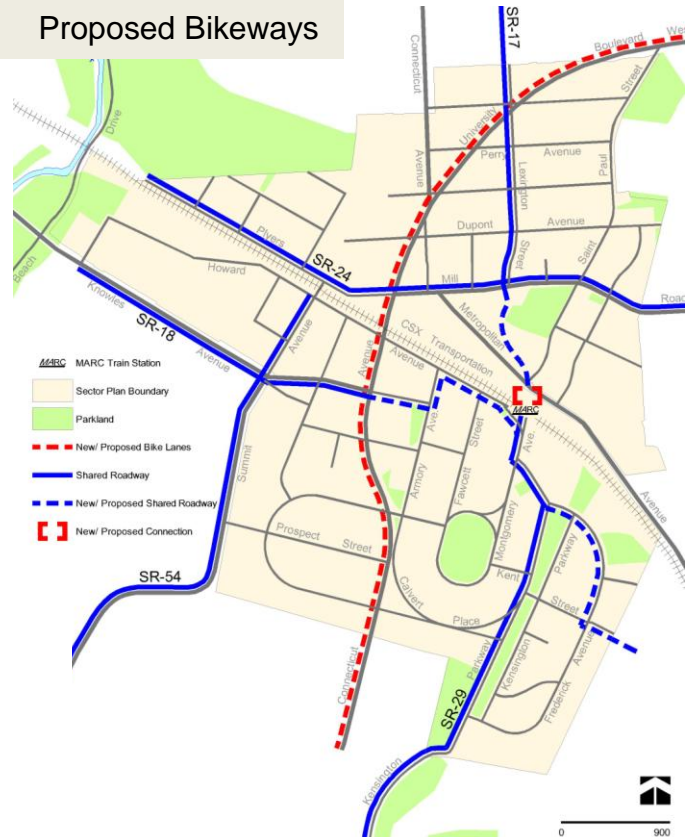 Proposed Bikeways
SR-17
Connecticut
Avenue
University
Boulevard
Wes
Street
Drive
Perry
Avenue
Lexington
Street
Paul
Saint
Dupont
Avenue
Plyers
SR-24
Mill
Road
Beach
Howard
Avenue
Knowles
SR-18
Avenue
CSX Transportation
Metropolitan
Avenue
Avenue
Avenue
MARC
MARC MARC Train Station
Sector Plan Boundary
Parkland
New/ Proposed Bike Lanes
Shared Roadway
New/ Proposed Shared Roadway
New/ Proposed Connection
Summit
Armory
Ave.
Fawcett
Street
Montgomery
Ave.
Prospect
Street
Kent
Street
Parkway
SR-54
Calvert
Place
Connecticut
Parkway
Kensington
Frederick
Avenue
SR-29
Kensington
0
900